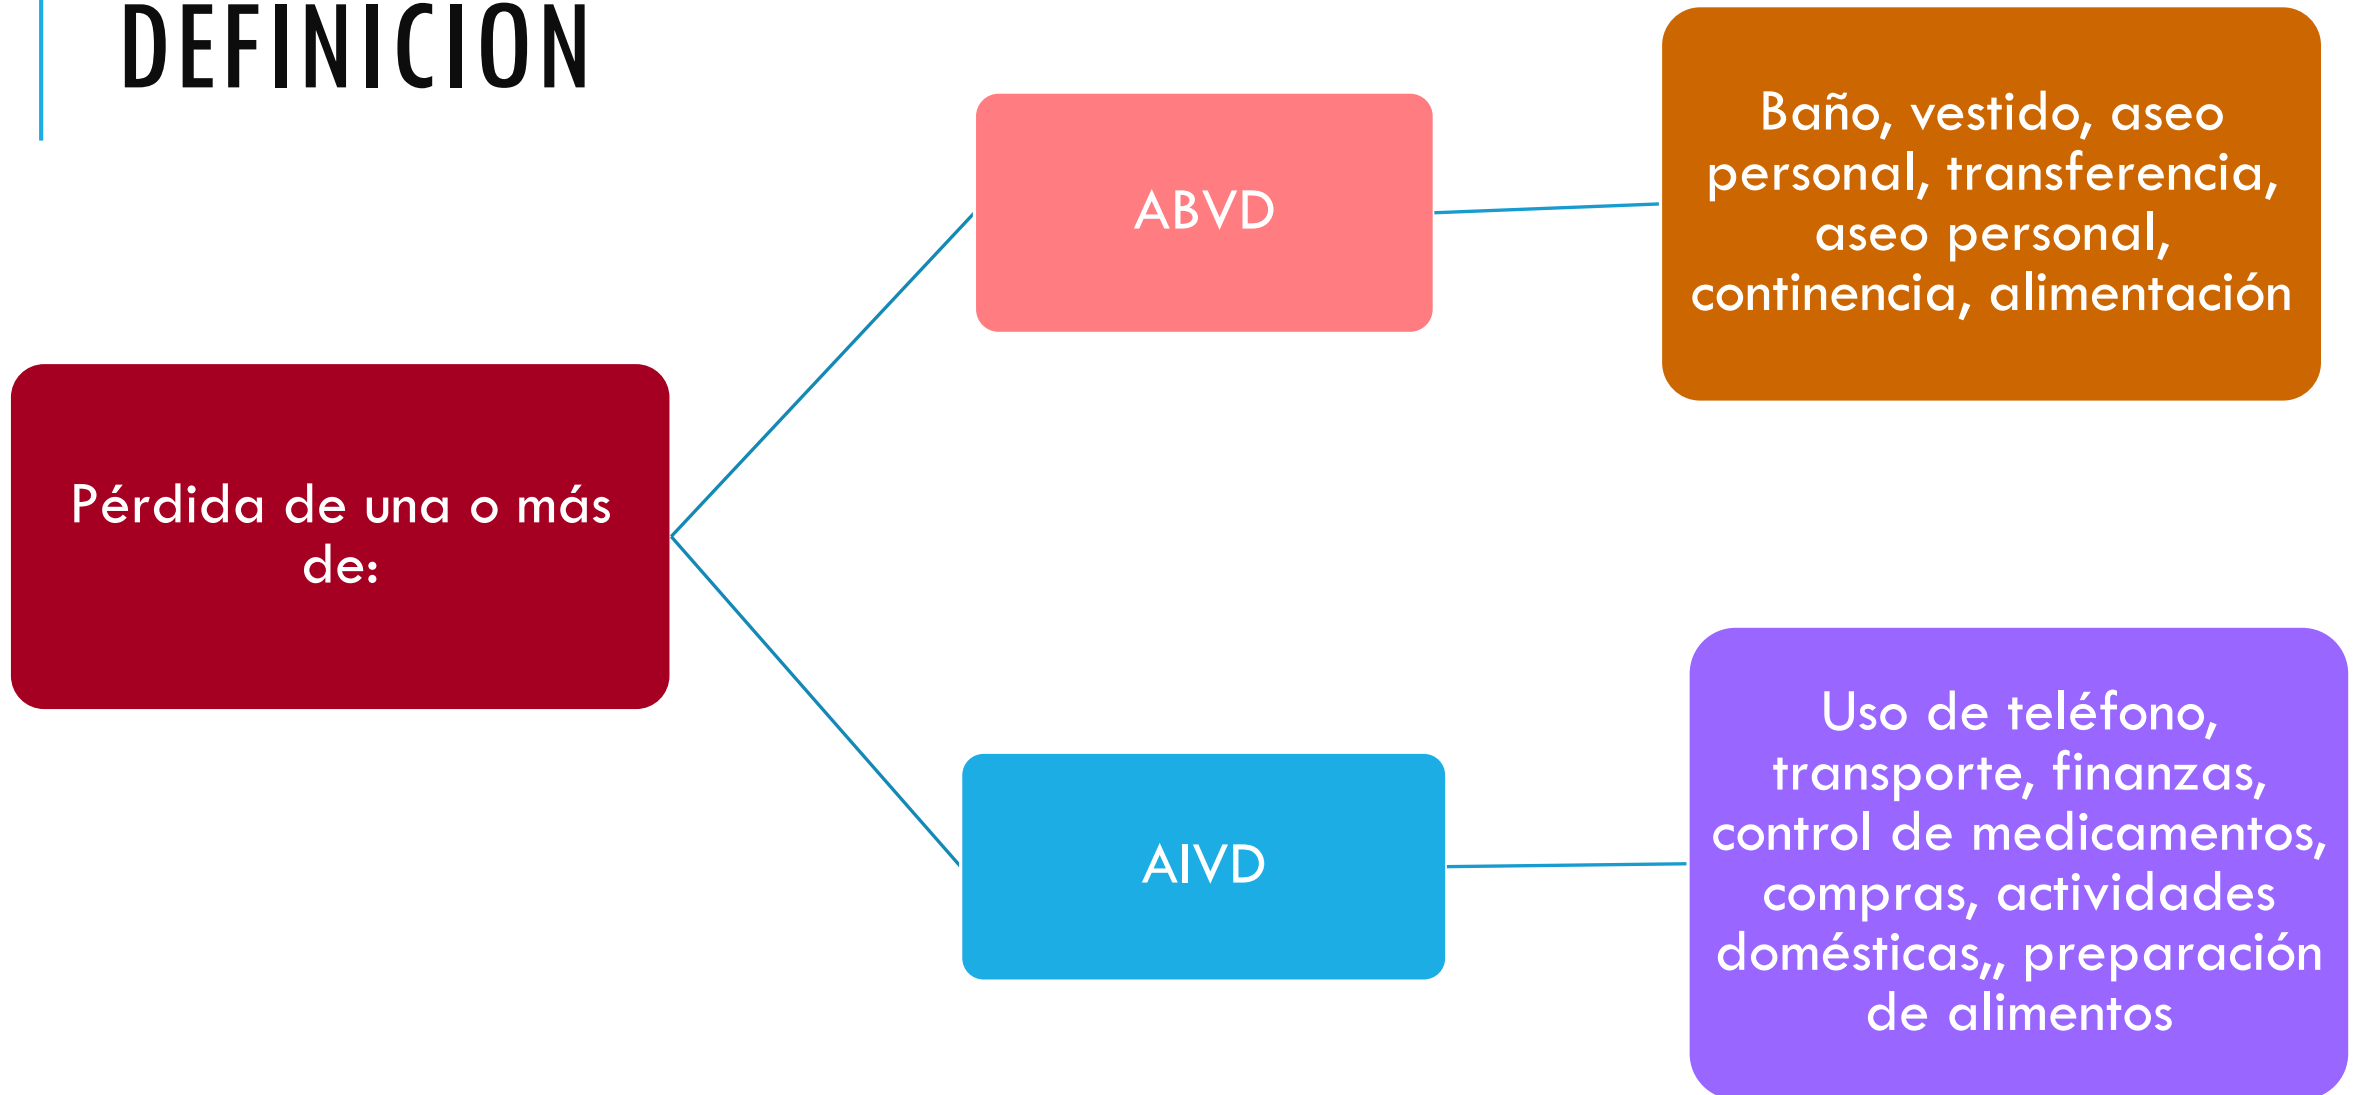 DEFINICION
Pérdida de una o más
de:
ABVD
Baño, vestido, aseo
personal, transferencia,
aseo personal,
continencia, alimentación
AIVD
Uso de teléfono,
transporte, finanzas,
control de medicamentos,
compras, actividades
domésticas,, preparación
de alimentos